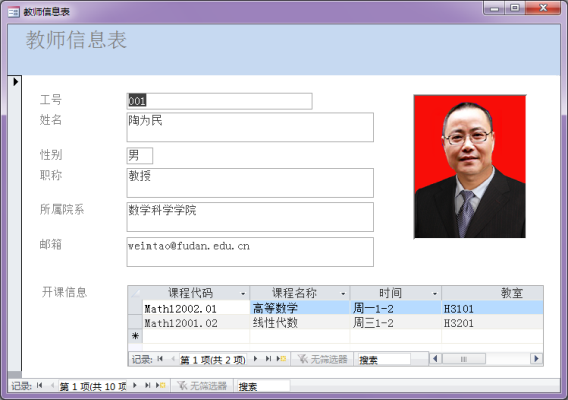 教师信息表
教师信息表
工号 001
姓名 陶为民
性别 男
职称 教授
所属院系 数学科学学院
邮箱 weimtao@fudan.edu.cn
开课信息
课程代码 课程名称 时间 教室
Math12002.01 高等数学 周一1-2 H3101
Math12001.02 线性代数 周三1-2 H3201
记录: 第 1 项(共 2 项) 无筛选器 搜索
记录: 第 1 项(共 10 项 无筛选器 搜索